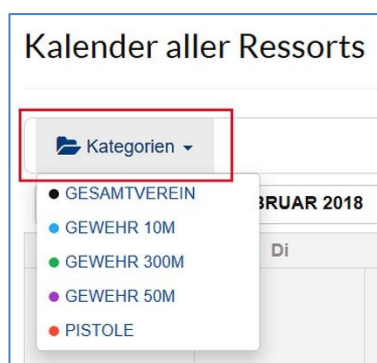 Kalender aller Ressorts
Kategorien
GESAMTVEREIN
BRUAR 2018
GEWEHR 10M
Di
GEWEHR 300M
GEWEHR 50M
PISTOLE